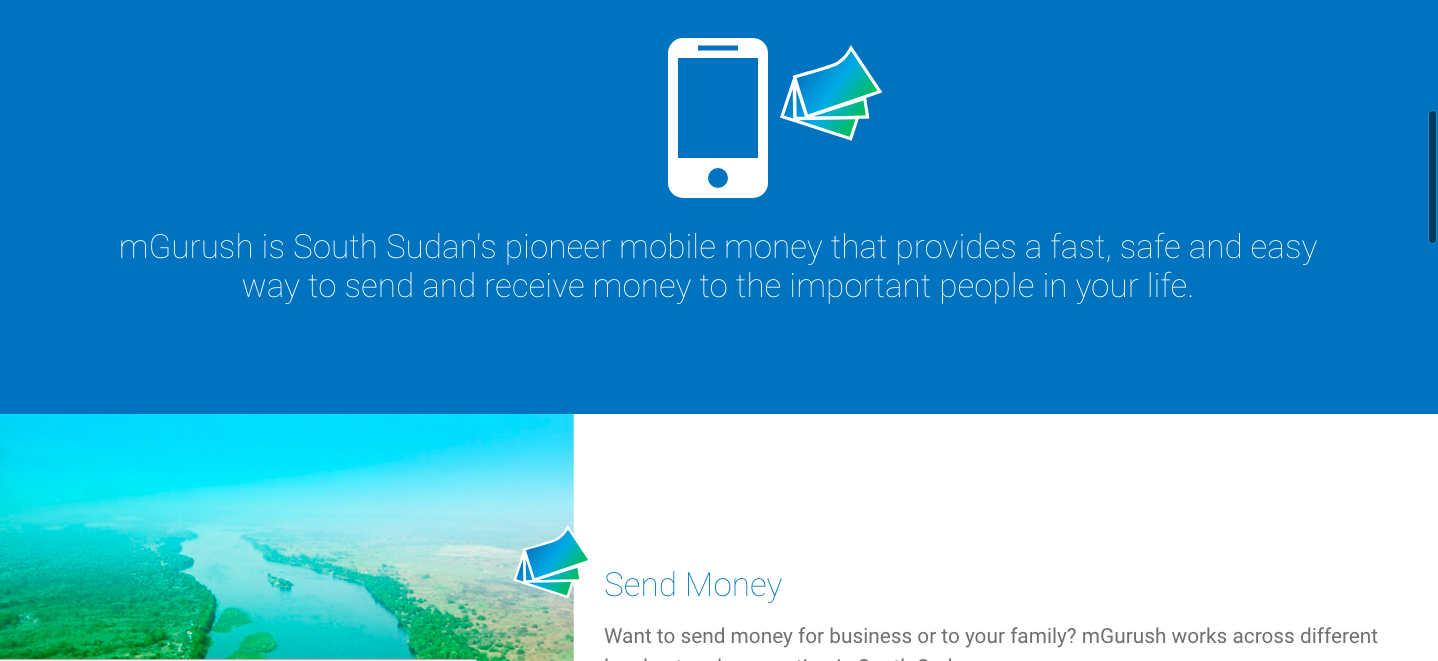 mGurush is South Sudan's pioneer mobile money that provides a fast, safe and easy
way to send and receive money to the important people in your life.
Send Money
Want to send money for business or to your family? mGurush works across different